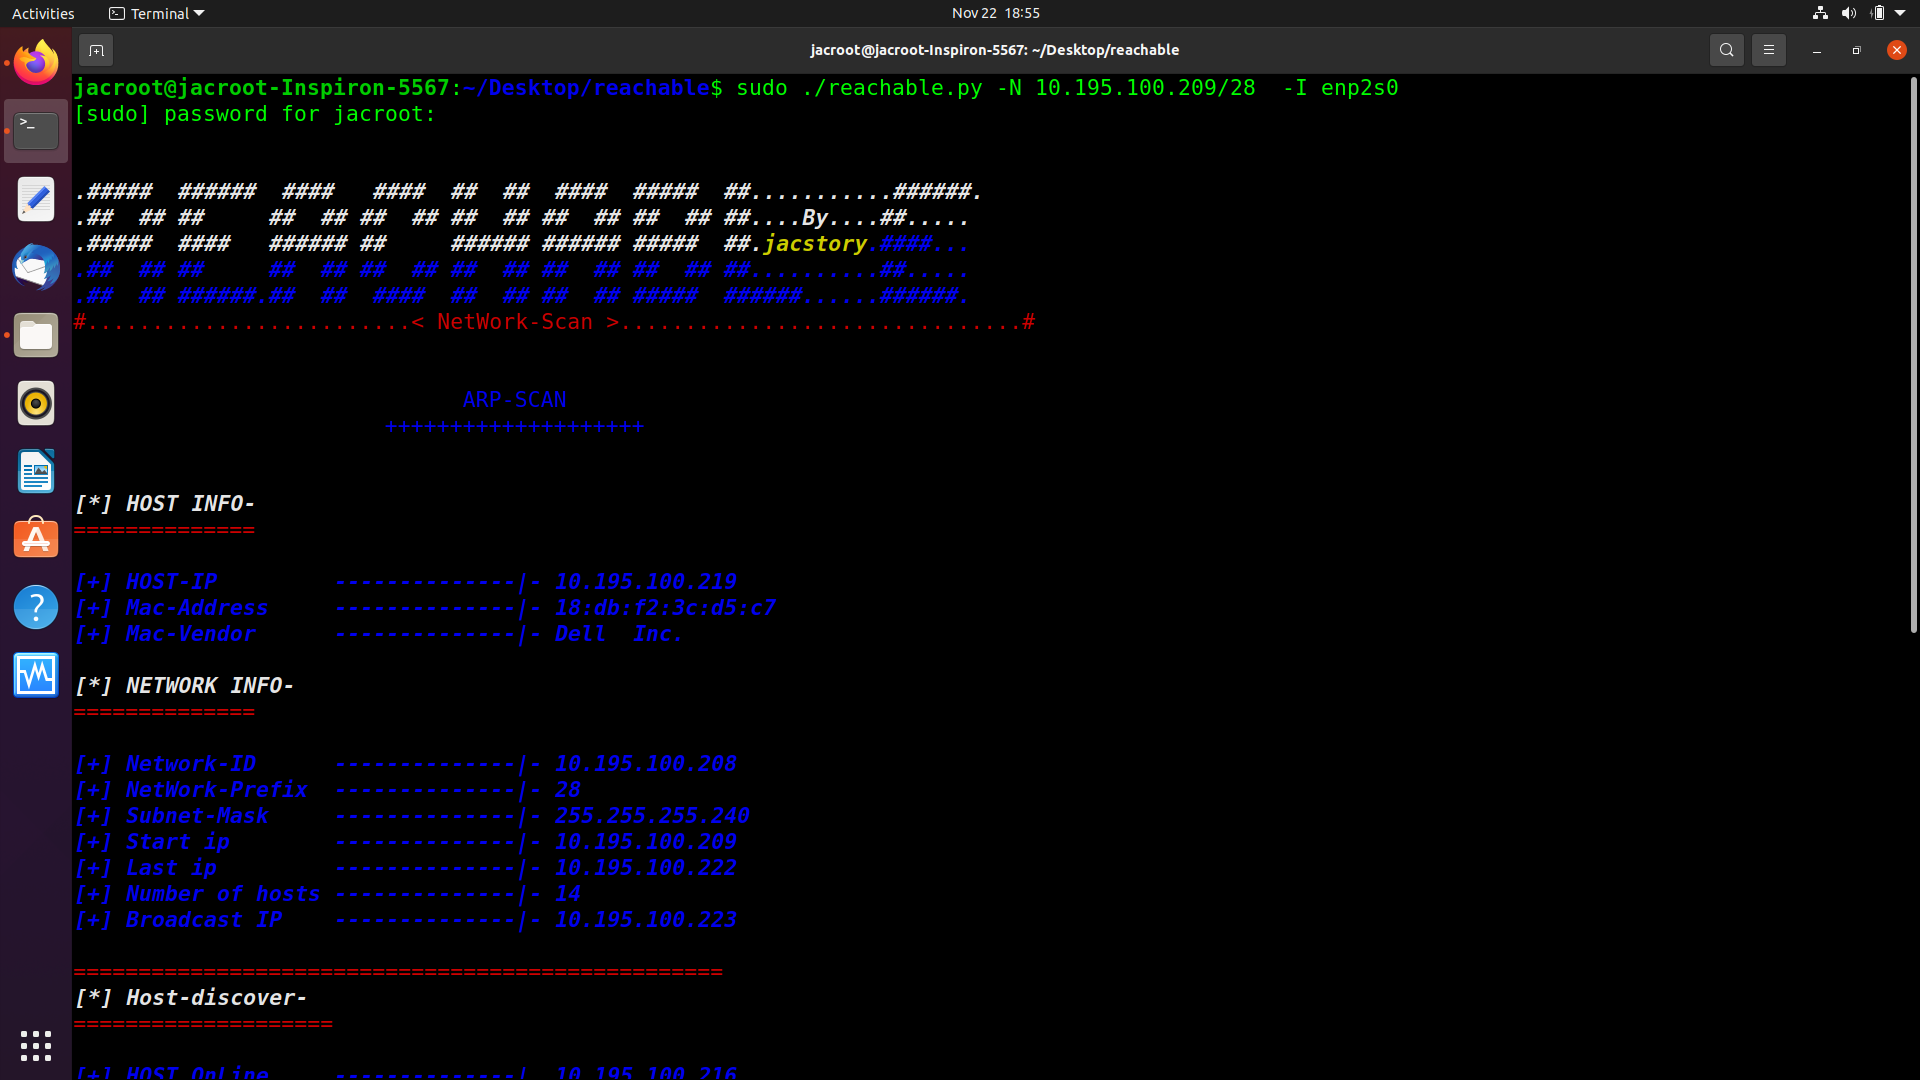 Activities Terminal Nov 22 18:55
jacroot@jacroot-Inspiron-5567: ~/Desktop/reachable
jacroot@jacroot-Inspiron-5567:~/Desktop/reachable$ sudo ./reachable.py -N 10.195.100.209/28  -I enp2s0
[sudo] password for jacroot:
.#####  ######  ####   ####  ##  ##  ####  #####  ##...........######.
.##  ## ##     ##  ## ##  ## ##  ## ##  ## ##  ## ##....By....##.....
.#####  ####   ###### ##     ###### ###### #####  ##.jacstory.####...
.##  ## ##     ##  ## ##  ## ##  ## ##  ## ##  ## ##..........##.....
.##  ## ######.##  ##  ####  ##  ## ##  ## #####  ######......######.
#.........................< NetWork-Scan >...............................#
ARP-SCAN
++++++++++++++++++++
[*] HOST INFO-
==============
[+] HOST-IP         --------------|- 10.195.100.219
[+] Mac-Address     --------------|- 18:db:f2:3c:d5:c7
[+] Mac-Vendor      --------------|- Dell  Inc.
[*] NETWORK INFO-
==============
[+] Network-ID      --------------|- 10.195.100.208
[+] NetWork-Prefix  --------------|- 28
[+] Subnet-Mask     --------------|- 255.255.255.240
[+] Start ip        --------------|- 10.195.100.209
[+] Last ip         --------------|- 10.195.100.222
[+] Number of hosts --------------|- 14
[+] Broadcast IP    --------------|- 10.195.100.223
==================================================
[*] Host-discover-
====================
[+] HOST OnLine     --------------|  10.195.100.216